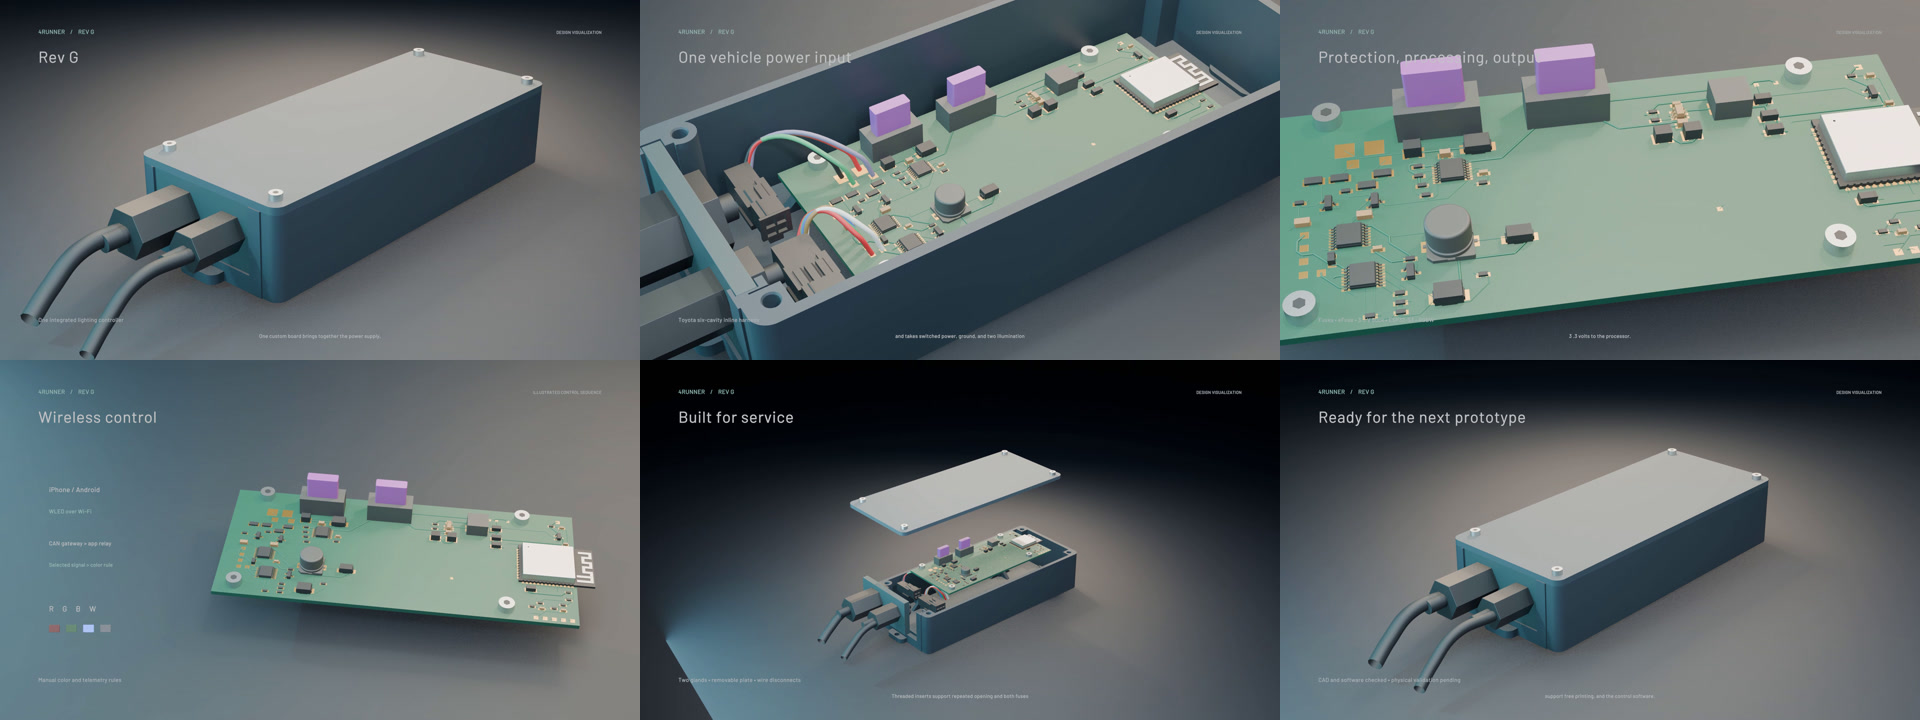 4RUNNER / REV G
DESIGN VISUALIZATION
Rev G
One integrated lighting controller
One custom board brings together the power supply,
4RUNNER / REV G
DESIGN VISUALIZATION
One vehicle power input
Toyota six-cavity inline
and takes switched power, ground, and two illumination
4RUNNER / REV G
DESIGN VISUALIZATION
Protection, processing, output
3 .3 volts to the processor.
4RUNNER / REV G
ILLUSTRATED CONTROL SEQUENCE
Wireless control
iPhone / Android
WLED over Wi-Fi
CAN gateway + app relay
Selected signal = color rule
R G B W
Manual color and telemetry rules
4RUNNER / REV G
DESIGN VISUALIZATION
Built for service
Two glands • removable plate • wire disconnects
Threaded inserts support repeated opening and both fuses
4RUNNER / REV G
DESIGN VISUALIZATION
Ready for the next prototype
CAD and software checked • physical validation pending
support free printing, and the control software.